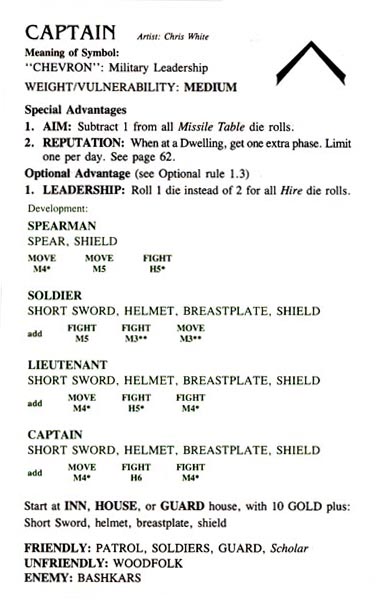 CAPTAIN Artist: Chris White
Meaning of Symbol:
"CHEVRON": Military Leadership
WEIGHT/VULNERABILITY: MEDIUM
Special Advantages
1. AIM: Subtract 1 from all Missile Table die rolls.
2. REPUTATION: When at a Dwelling, get one extra phase. Limit
one per day. See page 62.
Optional Advantage (see Optional rule 1.3)
1. LEADERSHIP: Roll 1 die instead of 2 for all Hire die rolls.
Development:
SPEARMAN
SPEAR, SHIELD
MOVE MOVE FIGHT
M4* M5 H5*
SOLDIER
SHORT SWORD, HELMET, BREASTPLATE, SHIELD
add FIGHT FIGHT MOVE
M5 M3** M3**
LIEUTENANT
SHORT SWORD, HELMET, BREASTPLATE, SHIELD
add MOVE FIGHT FIGHT
M4* H5* M4*
CAPTAIN
SHORT SWORD, HELMET, BREASTPLATE, SHIELD
add MOVE FIGHT FIGHT
M4* H6 M4*
Start at INN, HOUSE, or GUARD house, with 10 GOLD plus:
Short Sword, helmet, breastplate, shield
FRIENDLY: PATROL, SOLDIERS, GUARD, Scholar
UNFRIENDLY: WOODFOLK
ENEMY: BASHKARS